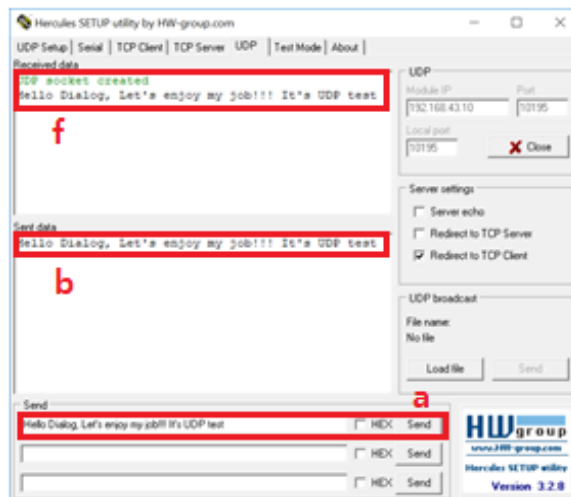 Hercules SETUP utility by HW-group.com
UDP Setup | Serial | TCP Client | TCP Server | UDP | Test Mode | About
Received data
UDP socket created
Hello Dialog, Let's enjoy my job!!! It's UDP test
f
Sent data
Hello Dialog, Let's enjoy my job!!! It's UDP test
b
UDP
Module IP Port
192.168.43.10 10195
Local port
10195 Close
Server settings
Server echo
Redirect to TCP Server
Redirect to TCP Client
UDP broadcast
File name:
No file
Load file Send
Send
a
Hello Dialog, Let's enjoy my job!!! It's UDP test HEX Send
HEX Send
HEX Send
HWgroup
www.HW-group.com
Hercules SETUP utility
Version 3.2.8